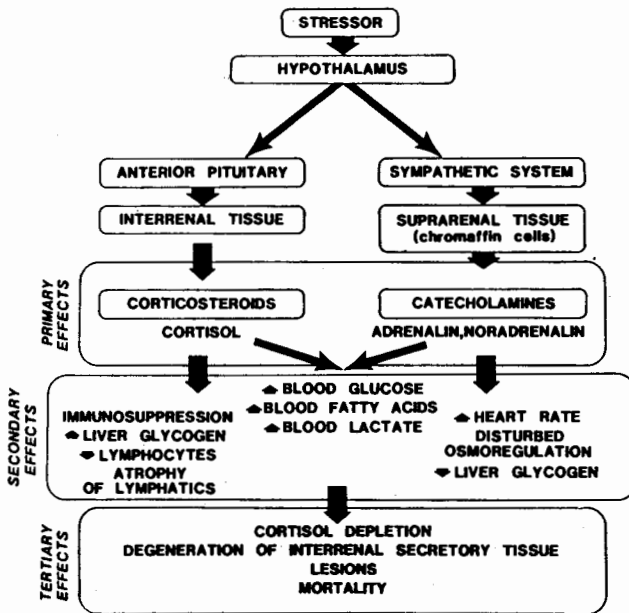 STRESSOR
HYPOTHALAMUS
ANTERIOR PITUITARY
SYMPATHETIC SYSTEM
INTERRENAL TISSUE
SUPRARENAL TISSUE
(chromaffin cells)
PRIMARY
EFFECTS
CORTICOSTEROIDS
CATECHOLAMINES
CORTISOL
ADRENALIN, NORADRENALIN
SECONDARY
EFFECTS
IMMUNOSUPPRESSION
LIVER GLYCOGEN
LYMPHOCYTES
ATROPHY
OF LYMPHATICS
BLOOD GLUCOSE
BLOOD FATTY ACIDS
BLOOD LACTATE
HEART RATE
DISTURBED
OSMOREGULATION
LIVER GLYCOGEN
TERTIARY
EFFECTS
CORTISOL DEPLETION
DEGENERATION OF INTERRENAL SECRETORY TISSUE
LESIONS
MORTALITY